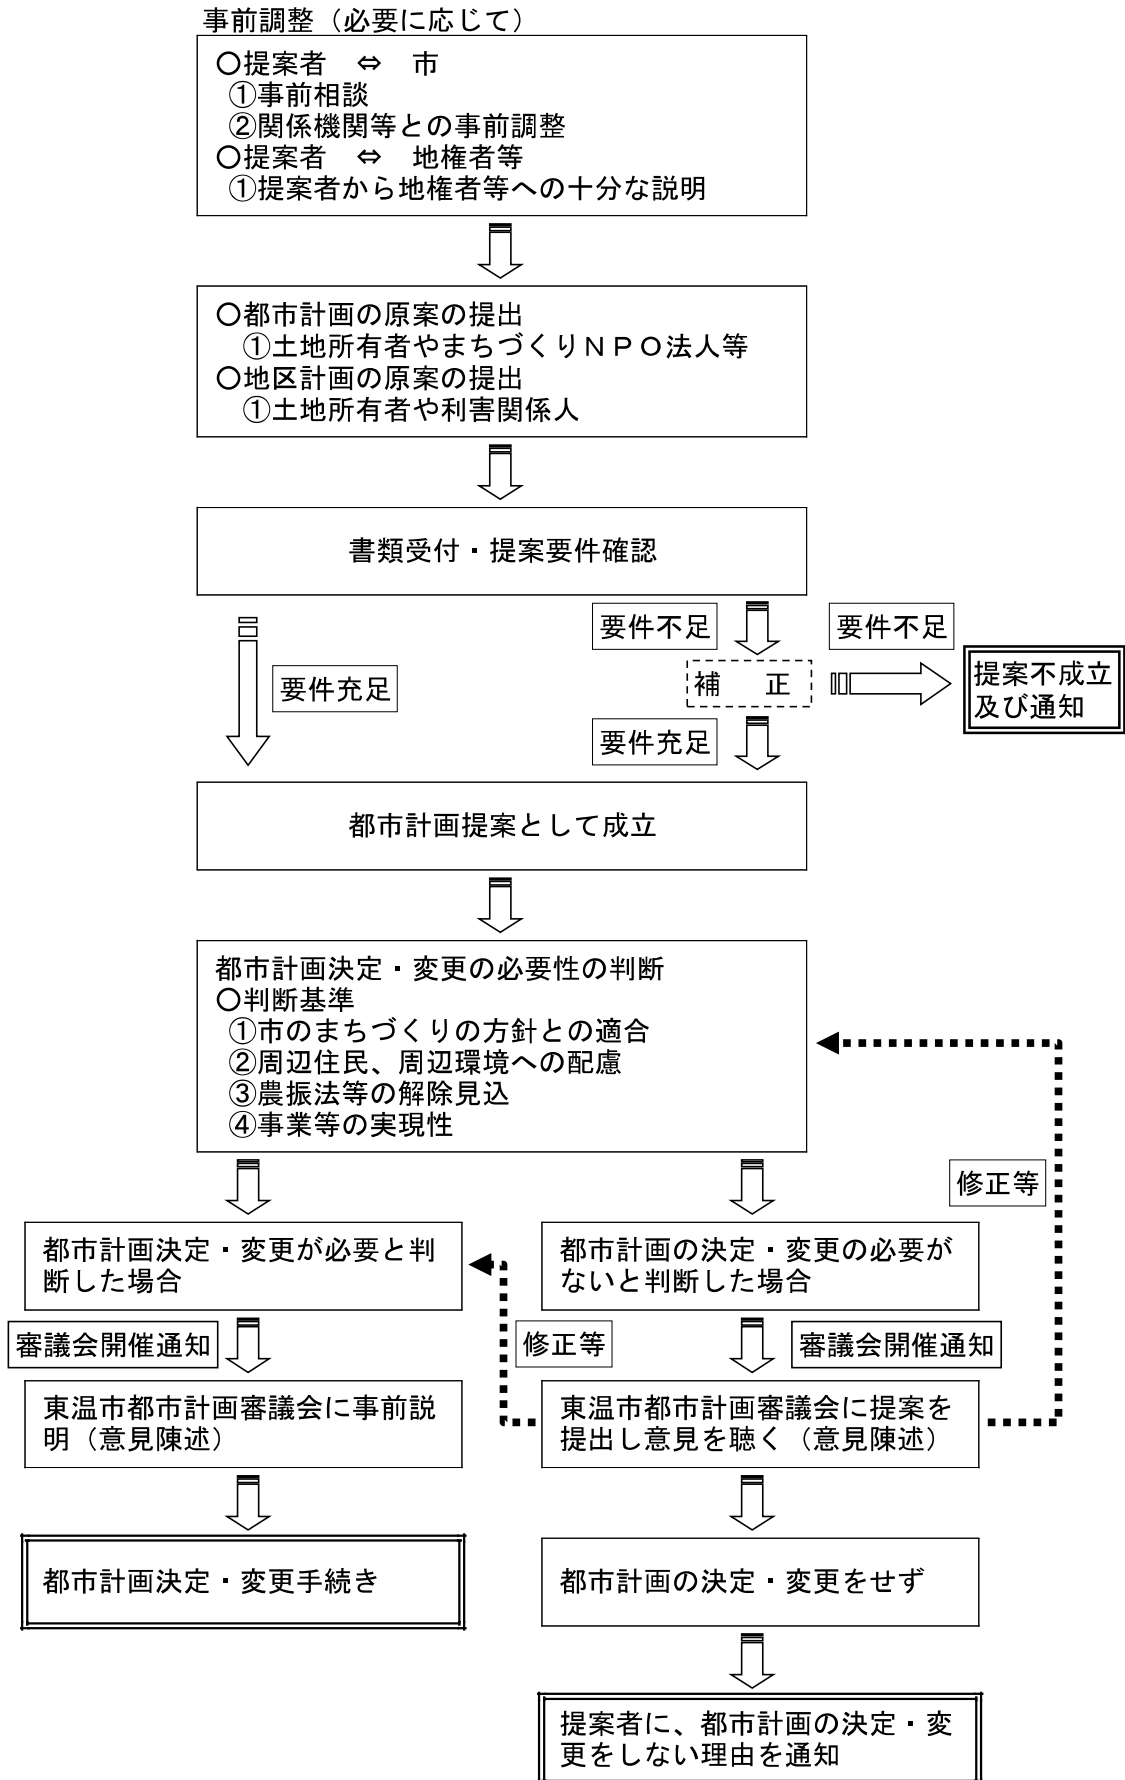 事前調整（必要に応じて）
○提案者　⇔　市
①事前相談
②関係機関等との事前調整
○提案者　⇔　地権者等
①提案者から地権者等への十分な説明
○都市計画の原案の提出
①土地所有者やまちづくりＮＰＯ法人等
○地区計画の原案の提出
①土地所有者や利害関係人
書類受付・提案要件確認
要件不足
要件不足
要件充足
補　正
提案不成立
及び通知
要件充足
都市計画提案として成立
都市計画決定・変更の必要性の判断
○判断基準
①市のまちづくりの方針との適合
②周辺住民、周辺環境への配慮
③農振法等の解除見込
④事業等の実現性
修正等
都市計画決定・変更が必要と判
断した場合
都市計画の決定・変更の必要が
ないと判断した場合
審議会開催通知
修正等
審議会開催通知
東温市都市計画審議会に事前説
明（意見陳述）
東温市都市計画審議会に提案を
提出し意見を聴く（意見陳述）
都市計画決定・変更手続き
都市計画の決定・変更をせず
提案者に、都市計画の決定・変
更をしない理由を通知